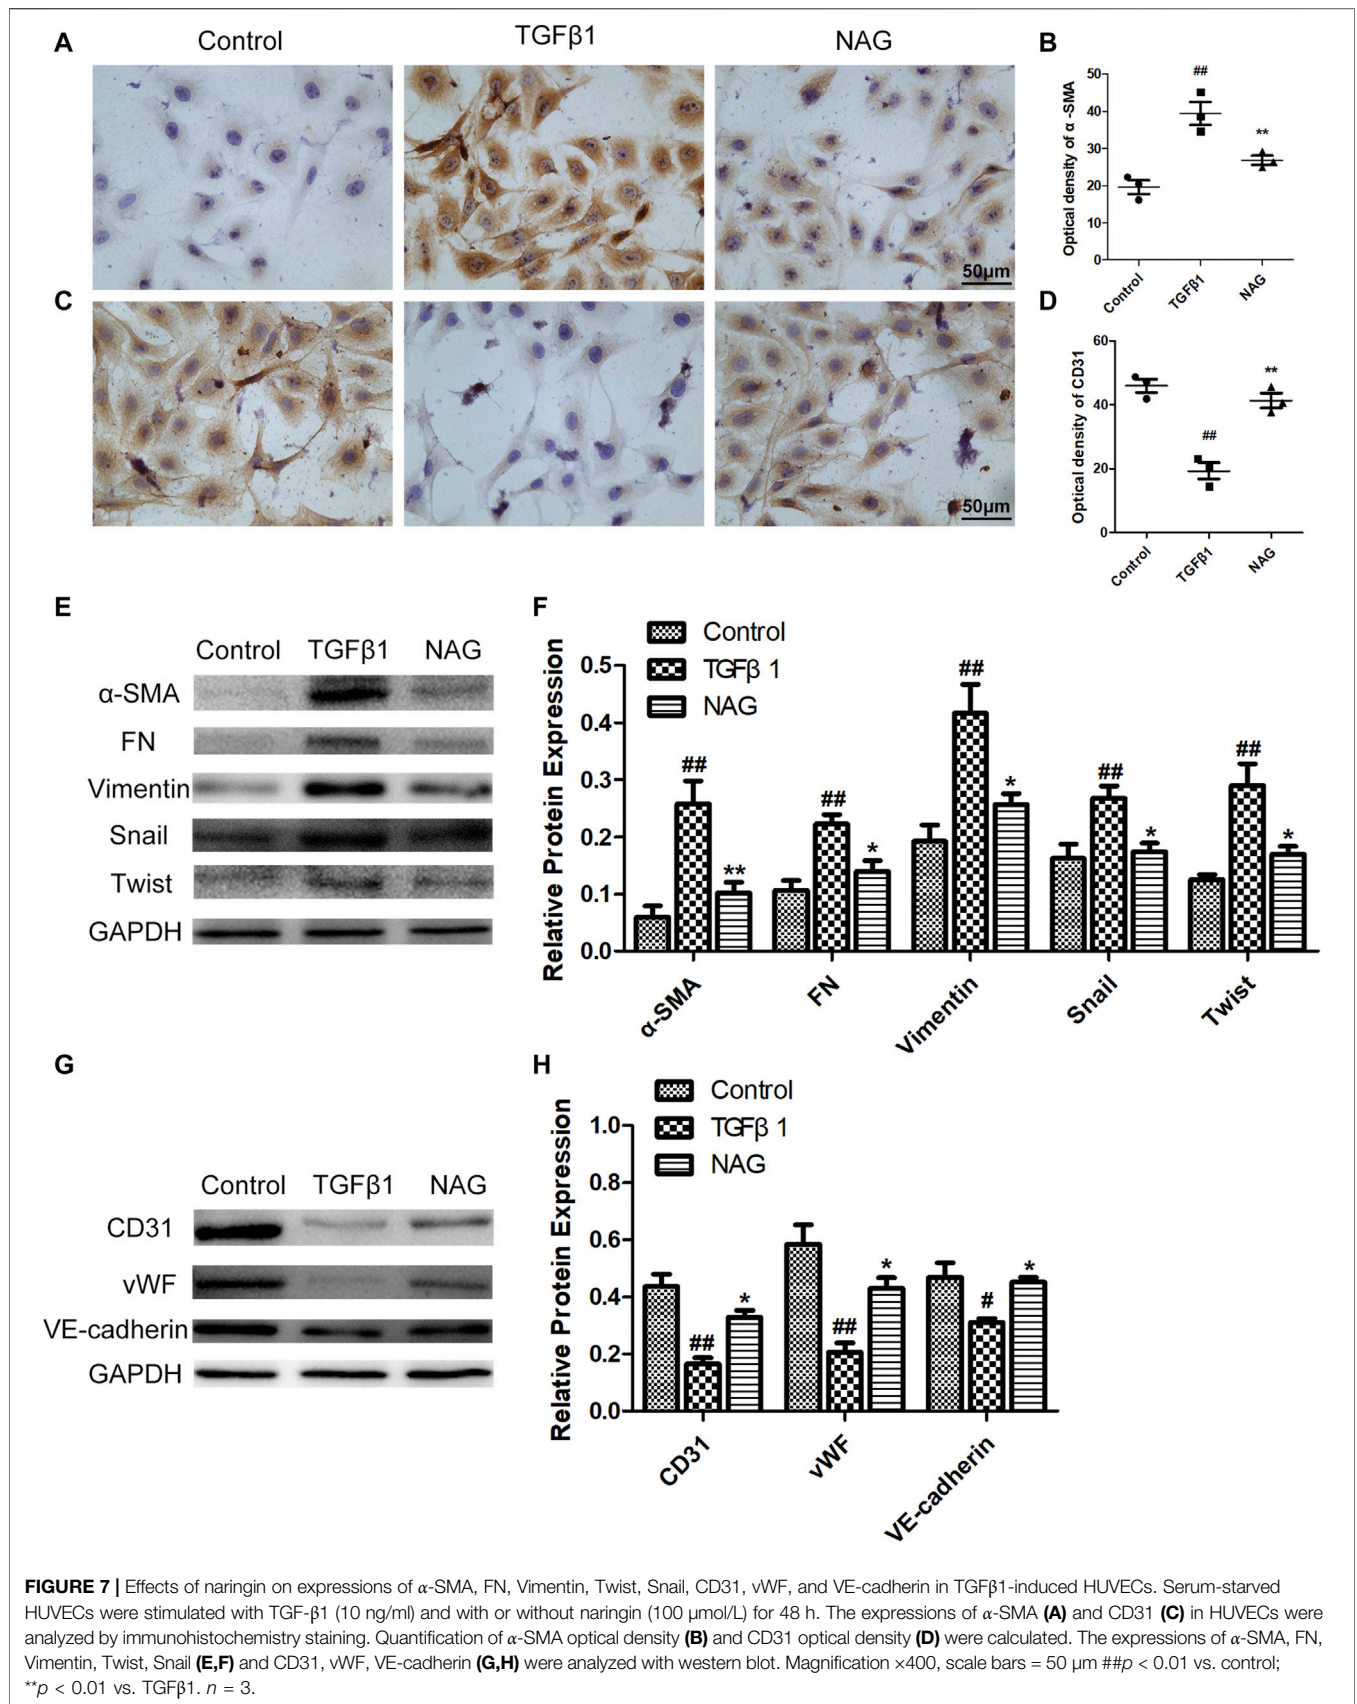 A
Control
TGFβ1
NAG
50μm
B
Optical density of α -SMA
50
40
30
20
10
0
##
**
Control
TGFβ1
NAG
C
50μm
D
Optical density of CD31
60
40
20
0
##
**
Control
TGFβ1
NAG
E
Control TGFβ1 NAG
α-SMA
FN
Vimentin
Snail
Twist
GAPDH
F
Control
TGFβ 1
NAG
Relative Protein Expression
0.5
0.4
0.3
0.2
0.1
0.0
## **
## *
## *
## *
## *
α-SMA
FN
Vimentin
Snail
Twist
G
Control TGFβ1 NAG
CD31
vWF
VE-cadherin
GAPDH
H
Control
TGFβ 1
NAG
Relative Protein Expression
1.0
0.8
0.6
0.4
0.2
0.0
## *
## *
# *
CD31
vWF
VE-cadherin
FIGURE 7 | Effects of naringin on expressions of α-SMA, FN, Vimentin, Twist, Snail, CD31, vWF, and VE-cadherin in TGFβ1-induced HUVECs. Serum-starved
HUVECs were stimulated with TGF-β1 (10 ng/ml) and with or without naringin (100 μmol/L) for 48 h. The expressions of α-SMA (A) and CD31 (C) in HUVECs were
analyzed by immunohistochemistry staining. Quantification of α-SMA optical density (B) and CD31 optical density (D) were calculated. The expressions of α-SMA, FN,
Vimentin, Twist, Snail (E,F) and CD31, vWF, VE-cadherin (G,H) were analyzed with western blot. Magnification ×400, scale bars = 50 μm ##p < 0.01 vs. control;
**p < 0.01 vs. TGFβ1. n = 3.